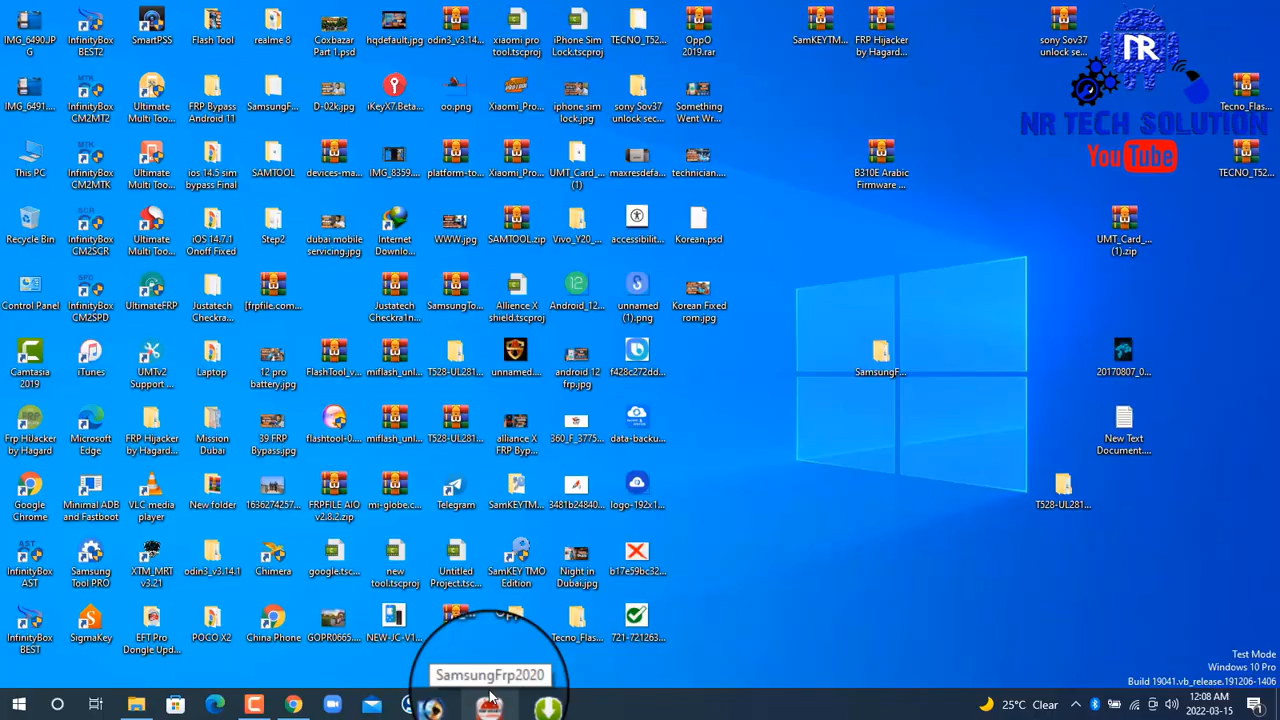 IMG_6490.JP
G
InfinityBox
BEST2
SmartPSS
Flash Tool
realme 8
Coxbazar
Part 1.psd
hqdefault.jpg
odin3_v3.14...
xiaomi pro
tool.tscproj
iPhone Sim
Lock.tscproj
TECNO_T52...
OppO
2019.rar
SamKEYTM...
FRP Hijacker
by Hagard...
sony Sov37
unlock se...
NR
NR TECH SOLUTION
YouTube
IMG_6491....
InfinityBox
CM2MT2
Ultimate
Multi Too...
FRP Bypass
Android 11
SamsungF...
D-02k.jpg
iKeyX7.Beta...
oo.png
Xiaomi_Pro...
iphone sim
lock.jpg
sony Sov37
unlock sec...
Something
Went Wr...
Tecno_Flas...
This PC
InfinityBox
CM2MTK
Ultimate
Multi Too...
ios 14.5 sim
bypass Final
SAMTOOL
devices-ma...
IMG_8359....
platform-to...
Xiaomi_Pro...
UMT_Card_...
(1)
maxresdefa...
technician....
B310E Arabic
Firmware ...
TECNO_T52...
Recycle Bin
InfinityBox
CM2SCR
Ultimate
Multi Too...
iOS 14.7.1
Onoff Fixed
Step2
dubai mobile
servicing.jpg
Internet
Downlo...
WWW.jpg
SAMTOOL.zip
Vivo_Y20_...
accessibilit...
Korean.psd
UMT_Card_...
(1).zip
Control Panel
InfinityBox
CM2SPD
UltimateFRP
Justatech
Checkra...
[frpfile.com...
Justatech
Checkra1n...
SamsungTo...
Allience X
shield.tscproj
Android_12...
unnamed
(1).png
Korean Fixed
rom.jpg
Camtasia
2019
iTunes
UMTv2
Support ...
Laptop
12 pro
battery.jpg
FlashTool_v...
miflash_unl...
T528-UL281...
unnamed....
android 12
frp.jpg
f428c272dd...
SamsungF...
20170807_0...
Frp HiJacker
by Hagard
Microsoft
Edge
FRP Hijacker
by Hagard...
Mission
Dubai
39 FRP
Bypass.jpg
flashtool-0....
miflash_unl...
T528-UL281...
alliance X
FRP Byp...
360_F_3775...
data-backu...
New Text
Document....
Google
Chrome
Minimal ADB
and Fastboot
VLC media
player
New folder
1636274257...
FRPFILE AIO
v2.8.2.zip
mi-globe.c...
Telegram
SamKEYTM...
3481b24840...
logo-192x1...
T528-UL281...
InfinityBox
AST
Samsung
Tool PRO
XTM_MRT
v3.21
odin3_v3.14.1
Chimera
google.tsc...
new
tool.tscproj
Untitled
Project.tsc...
SamKEY TMO
Edition
Night in
Dubai.jpg
b17e59bc32...
InfinityBox
BEST
SigmaKey
EFT Pro
Dongle Upd...
POCO X2
China Phone
GOPR0665....
NEW-JC-V1...
Tecno_Flas...
721-721263...
SamsungFrp2020
Test Mode
Windows 10 Pro
Build 19041.vb_release.191206-1406
25°C Clear
12:08 AM
2022-03-15